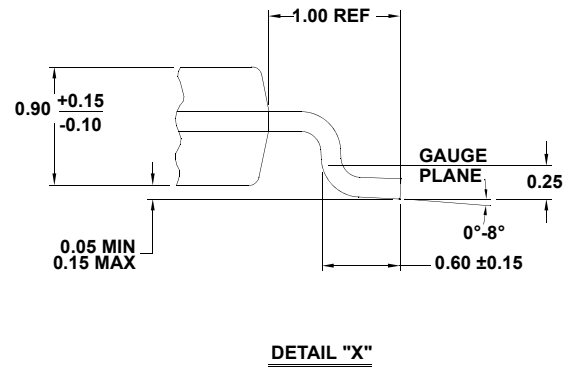 1.00 REF
0.90 +0.15
-0.10
GAUGE
PLANE
0.25
0°-8°
0.05 MIN
0.15 MAX
0.60 ±0.15
DETAIL "X"